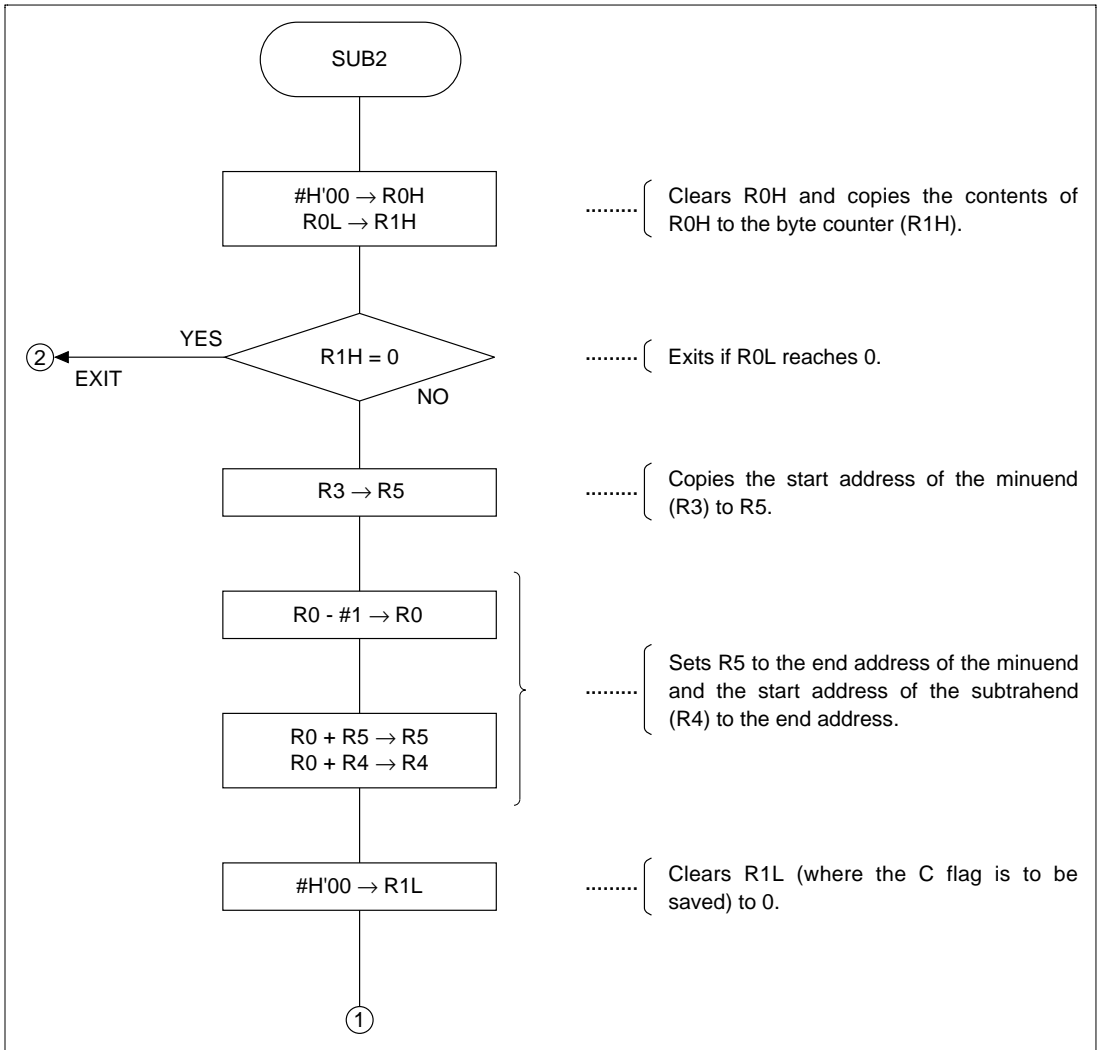 SUB2
#H'00 → R0H
R0L → R1H
......... Clears R0H and copies the contents of
R0H to the byte counter (R1H).
YES
R1H = 0
2
EXIT
NO
......... Exits if R0L reaches 0.
R3 → R5
......... Copies the start address of the minuend
(R3) to R5.
R0 - #1 → R0
R0 + R5 → R5
R0 + R4 → R4
......... Sets R5 to the end address of the minuend
and the start address of the subtrahend
(R4) to the end address.
#H'00 → R1L
......... Clears R1L (where the C flag is to be
saved) to 0.
1